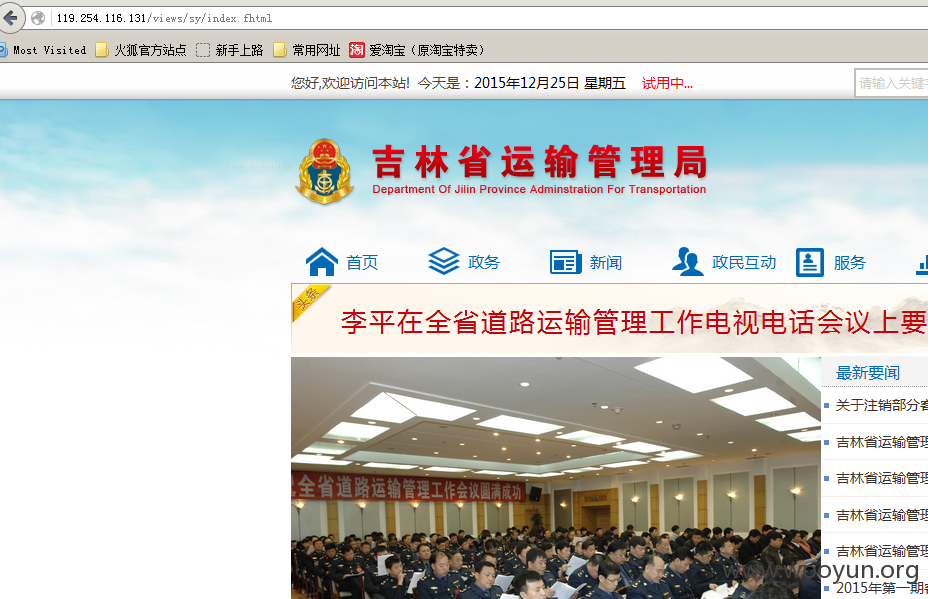 119.254.116.131/views/sy/index.fhtml
Most Visited 火狐官方站点 新手上路 常用网址 淘 爱淘宝（原淘宝特卖）
您好,欢迎访问本站! 今天是：2015年12月25日 星期五 试用中... 请输入关键字
吉林省运输管理局
Department Of Jilin Province Adminstration For Transportation
首页 政务 新闻 政民互动 服务
头条
李平在全省道路运输管理工作电视电话会议上要
最新要闻
关于注销部分客
吉林省运输管理
吉林省运输管理
吉林省运输管理
吉林省运输管理
2015年第一期客
全省道路运输管理工作会议圆满成功
www.wooyun.org